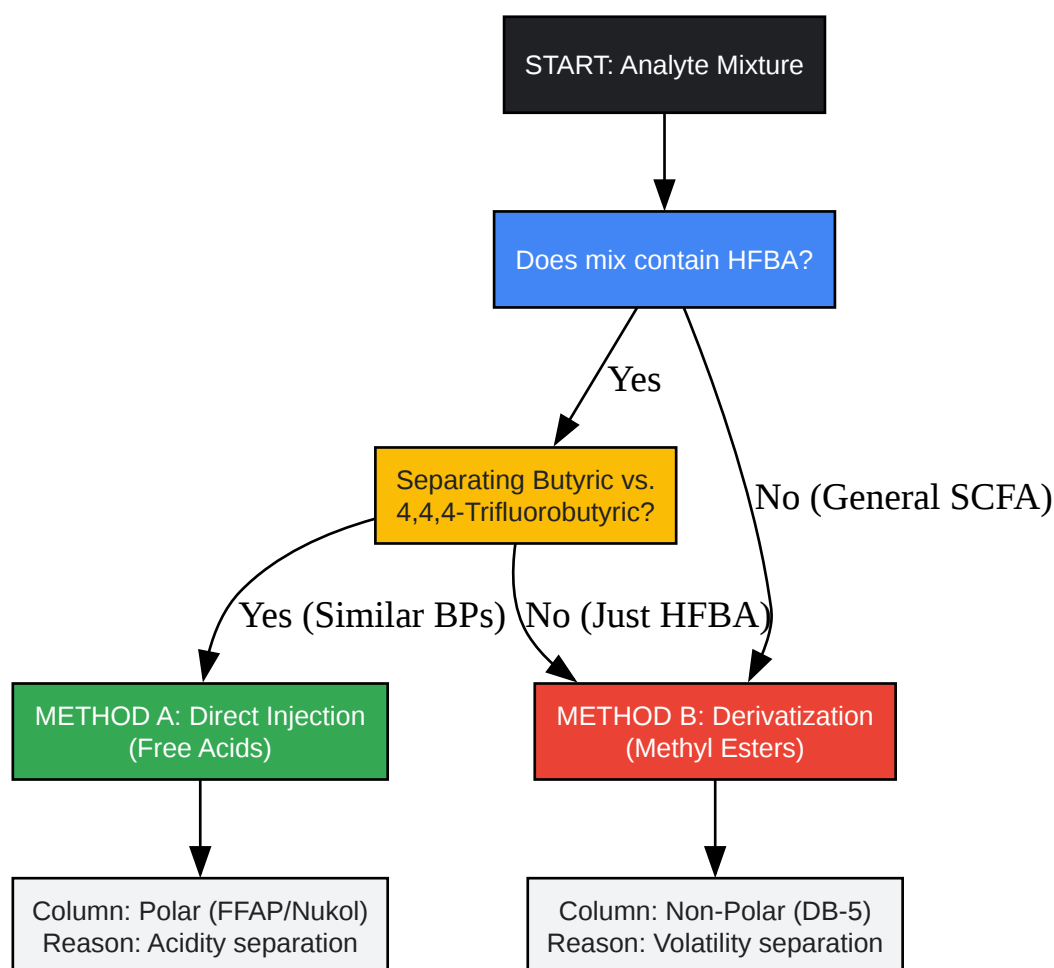 START: Analyte Mixture
Does mix contain HFBA?
Yes
Separating Butyric vs.
4,4,4-Trifluorobutyric?
No (General SCFA)
Yes (Similar BPs)
No (Just HFBA)
METHOD A: Direct Injection
(Free Acids)
METHOD B: Derivatization
(Methyl Esters)
Column: Polar (FFAP/Nukol)
Reason: Acidity separation
Column: Non-Polar (DB-5)
Reason: Volatility separation